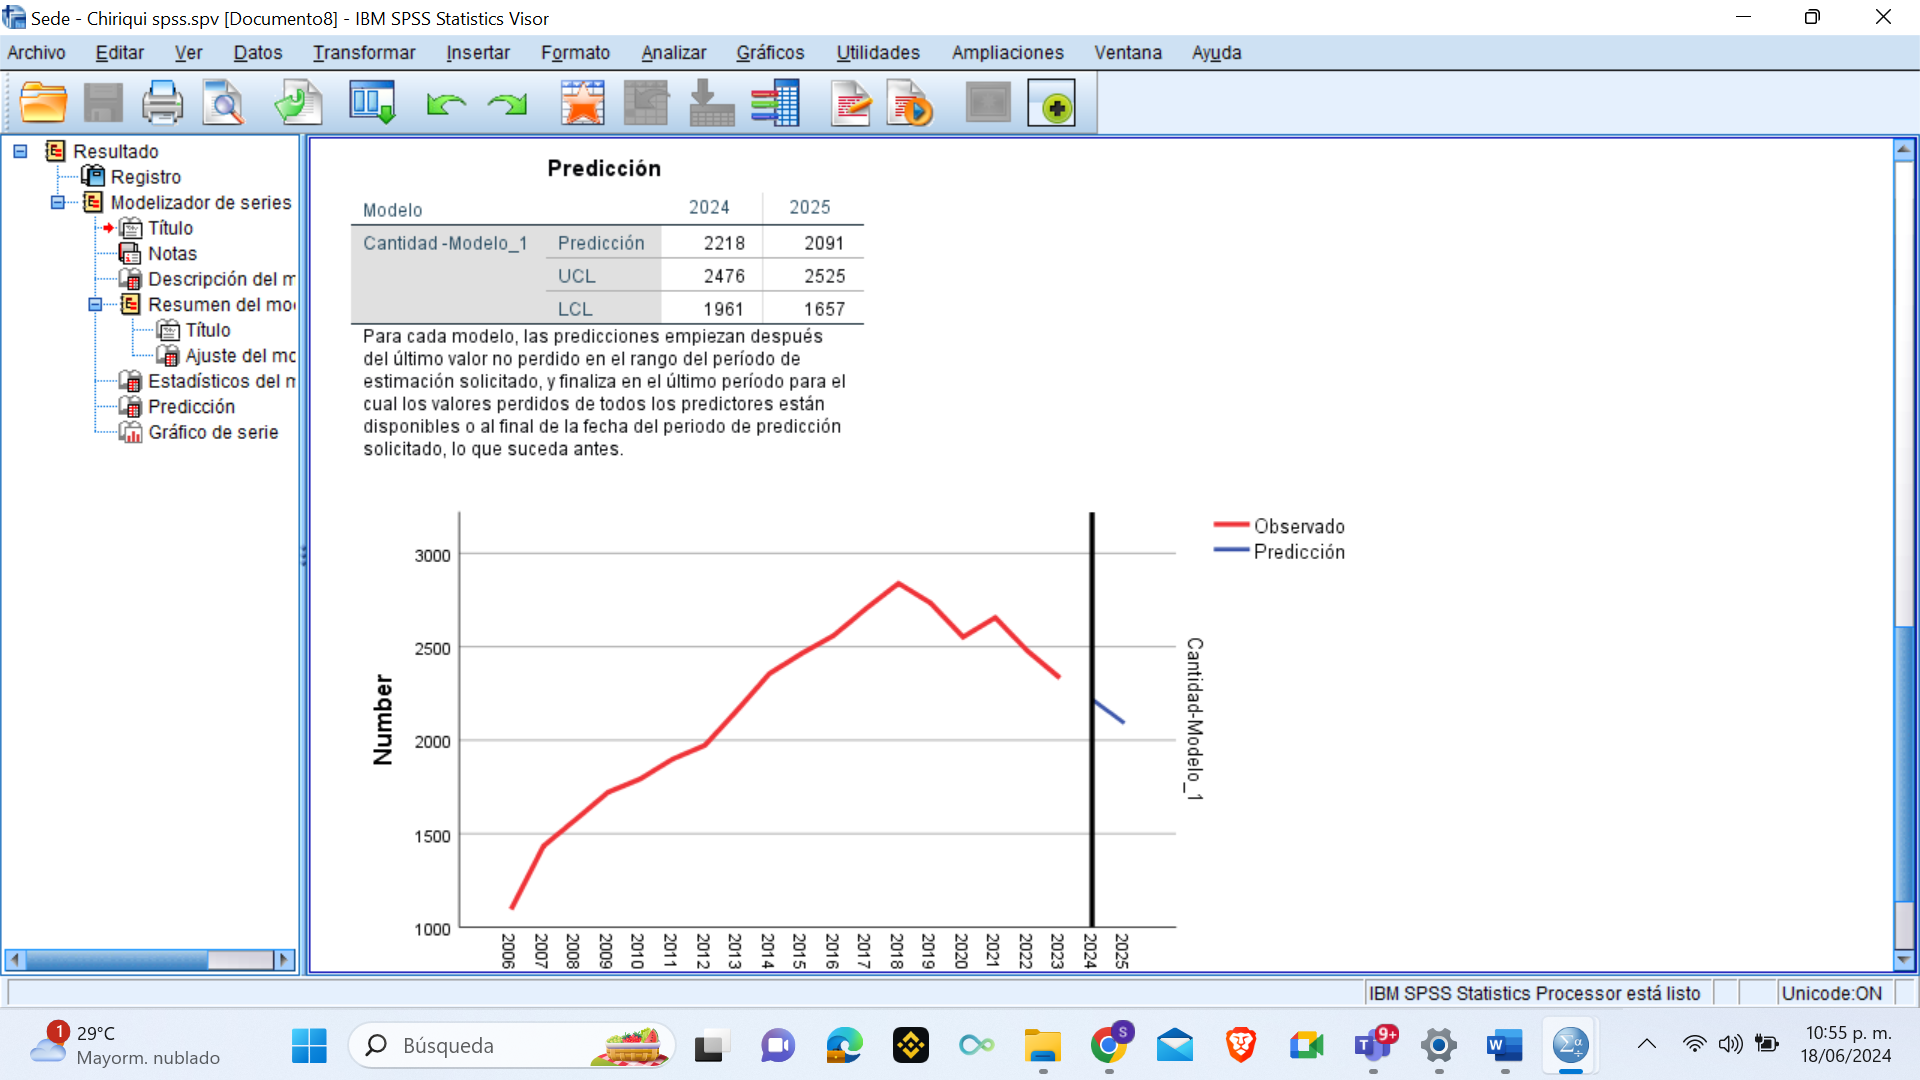 Sede - Chiriqui spss.spv [Documento8] - IBM SPSS Statistics Visor
Archivo Editar Ver Datos Transformar Insertar Formato Analizar Gráficos Utilidades Ampliaciones Ventana Ayuda
Resultado
Registro
Modelizador de series
Título
Notas
Descripción del m
Resumen del mo
Título
Ajuste del mo
Estadísticos del m
Predicción
Gráfico de serie
Predicción
Modelo 2024 2025
Cantidad -Modelo_1 Predicción 2218 2091
UCL 2476 2525
LCL 1961 1657
Para cada modelo, las predicciones empiezan después
del último valor no perdido en el rango del período de
estimación solicitado, y finaliza en el último período para el
cual los valores perdidos de todos los predictores están
disponibles o al final de la fecha del periodo de predicción
solicitado, lo que suceda antes.
Observado
Predicción
3000
2500
2000
1500
1000
Number
Cantidad-Modelo_1
2006 2007 2008 2009 2010 2011 2012 2013 2014 2015 2016 2017 2018 2019 2020 2021 2022 2023 2024 2025
IBM SPSS Statistics Processor está listo
Unicode:ON
1
29°C
Mayorm. nublado
Búsqueda
S
9+
T
W
Σα
10:55 p. m.
18/06/2024